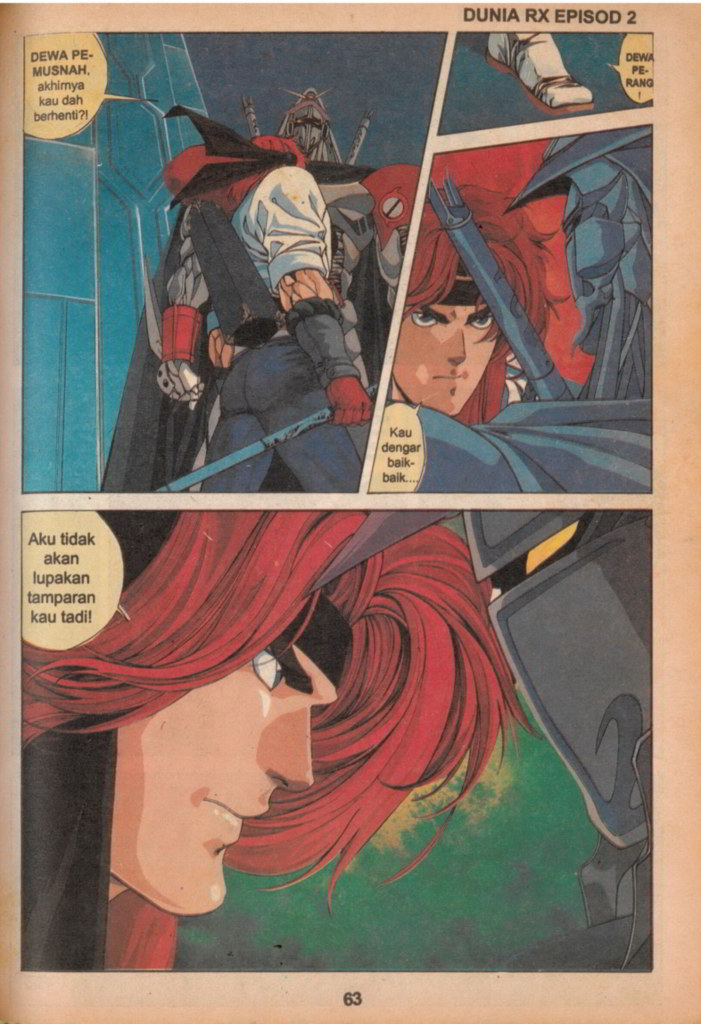 DUNIA RX EPISOD 2
DEWA PE-
MUSNAH,
akhirnya
kau dah
berhenti?!
DEWA
PE-
RANG
!
Kau
dengar
baik-
baik....
Aku tidak
akan
lupakan
tamparan
kau tadi!
63